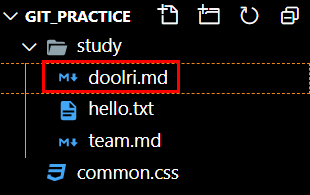 GIT_PRACTICE
study
doolri.md
hello.txt
team.md
common.css